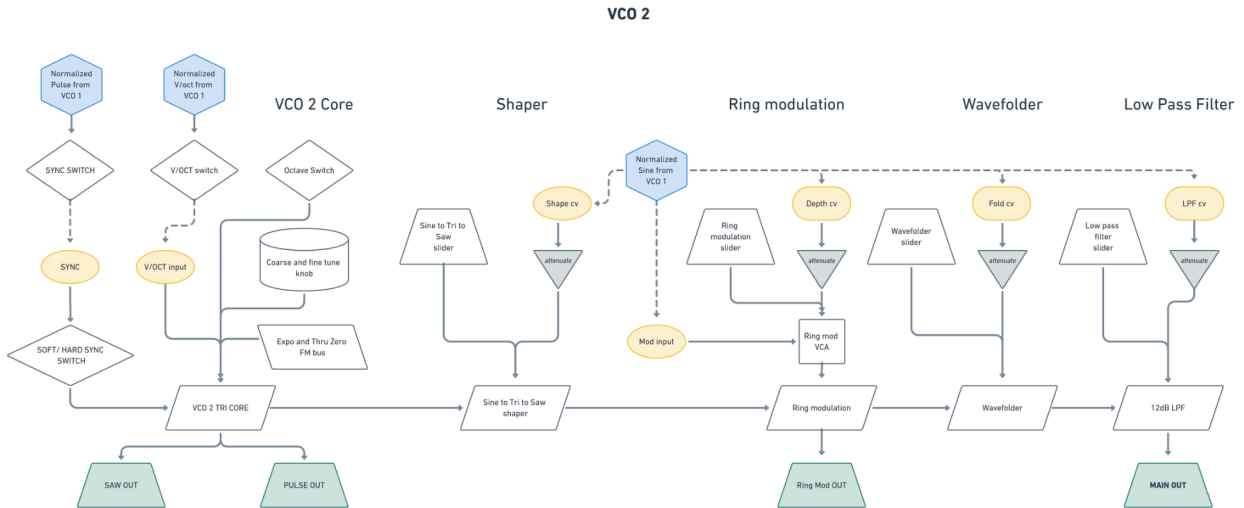 VCO 2
Normalized
Pulse from
VCO 1
Normalized
V/oct from
VCO 1
VCO 2 Core
Shaper
Ring modulation
Wavefolder
Low Pass Filter
SYNC SWITCH
V/OCT switch
Octave Switch
Normalized
Sine from
VCO 1
Shape cv
Depth cv
Fold cv
LPF cv
Sine to Tri to
Saw
slider
Ring
modulation
slider
Wavefolder
slider
Low pass
filter
slider
SYNC
V/OCT input
Coarse and fine tune
knob
attenuate
attenuate
attenuate
attenuate
SOFT/ HARD SYNC
SWITCH
Expo and Thru Zero
FM bus
Mod input
Ring mod
VCA
VCO 2 TRI CORE
Sine to Tri to Saw
shaper
Ring modulation
Wavefolder
12dB LPF
SAW OUT
PULSE OUT
Ring Mod OUT
MAIN OUT